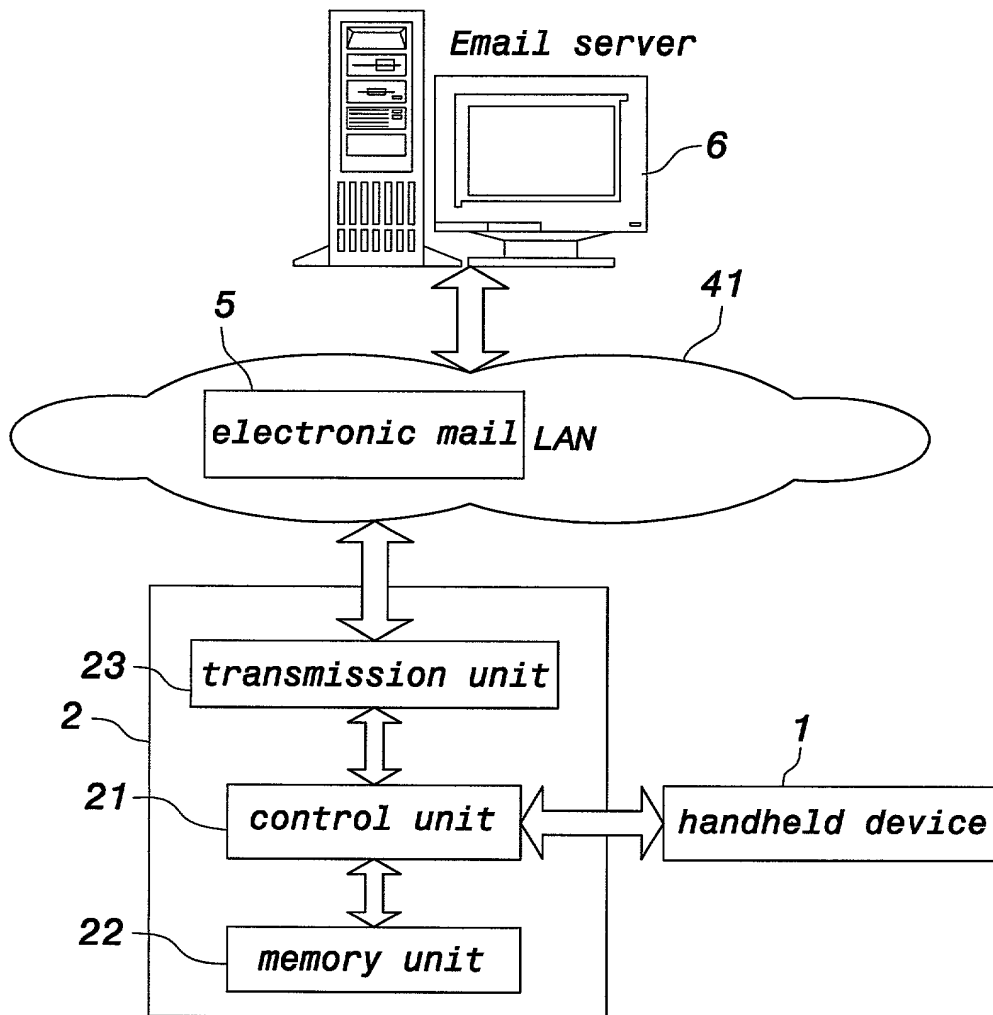 Email server
6
41
5
electronic mail LAN
23
transmission unit
2
1
21
control unit
handheld device
22
memory unit